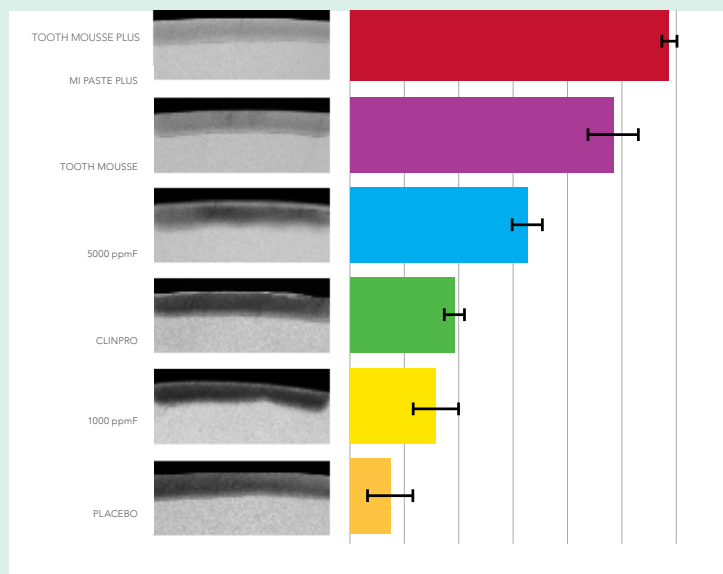 TOOTH MOUSSE PLUS
MI PASTE PLUS
TOOTH MOUSSE
5000 ppmF
CLINPRO
1000 ppmF
PLACEBO